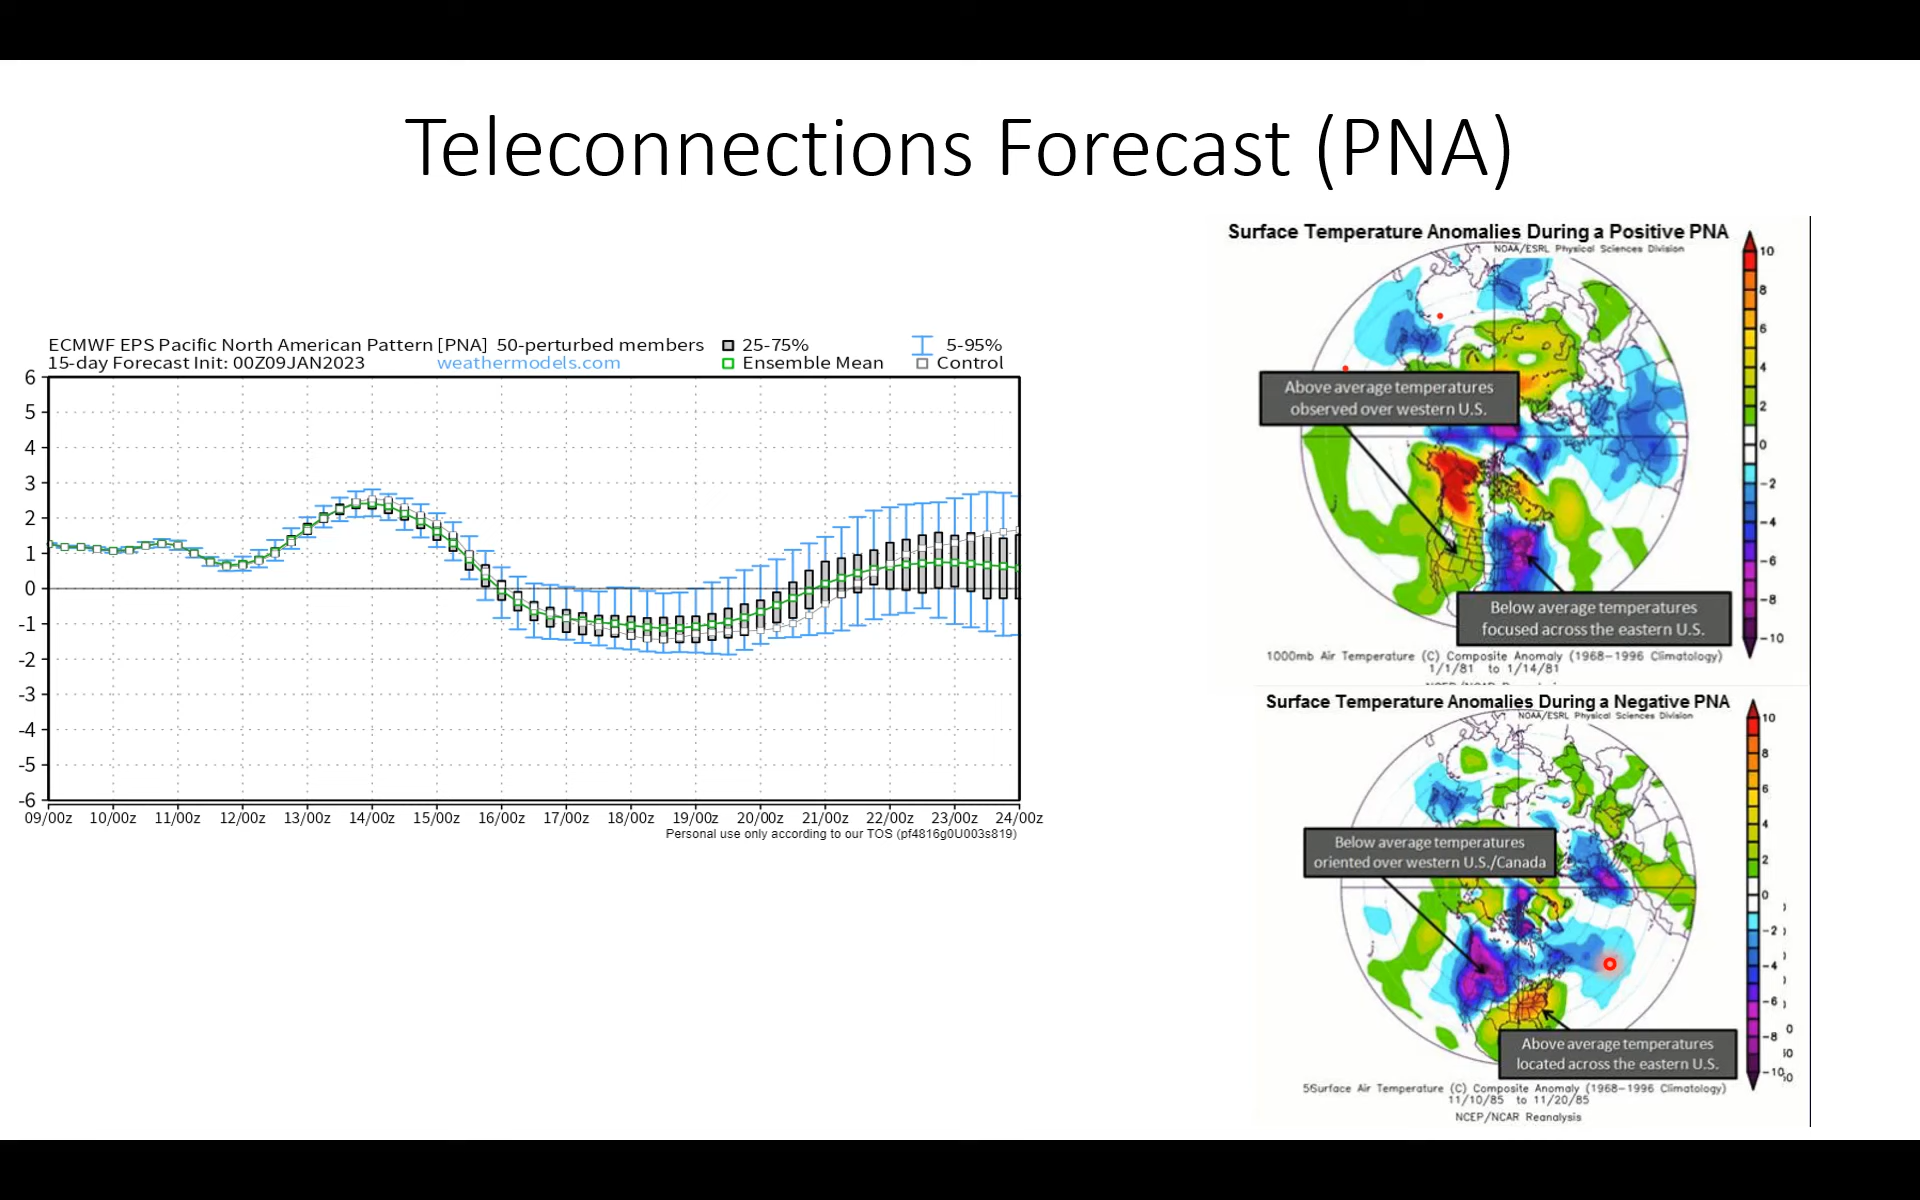 Teleconnections Forecast (PNA)
ECMWF EPS Pacific North American Pattern [PNA] 50-perturbed members
15-day Forecast Init: 00Z09JAN2023 weathermodels.com
25-75% 5-95%
Ensemble Mean Control
6
5
4
3
2
1
0
-1
-2
-3
-4
-5
-6
09/00z 10/00z 11/00z 12/00z 13/00z 14/00z 15/00z 16/00z 17/00z 18/00z 19/00z 20/00z 21/00z 22/00z 23/00z 24/00z
Personal use only according to our TOS (pf4816g0U003s819)
Surface Temperature Anomalies During a Positive PNA
NOAA/ESRL Physical Sciences Division
Above average temperatures
observed over western U.S.
Below average temperatures
focused across the eastern U.S.
10
8
6
4
2
0
-2
-4
-6
-8
-10
1000mb Air Temperature (C) Composite Anomaly (1968-1996 Climatology)
1/1/81 to 1/14/81
Surface Temperature Anomalies During a Negative PNA
NOAA/ESRL Physical Sciences Division
Below average temperatures
oriented over western U.S./Canada
Above average temperatures
located across the eastern U.S.
10
8
6
4
2
0
-2
-4
-6
-8
-10
5Surface Air Temperature (C) Composite Anomaly (1968-1996 Climatology)
11/10/85 to 11/20/85
NCEP/NCAR Reanalysis